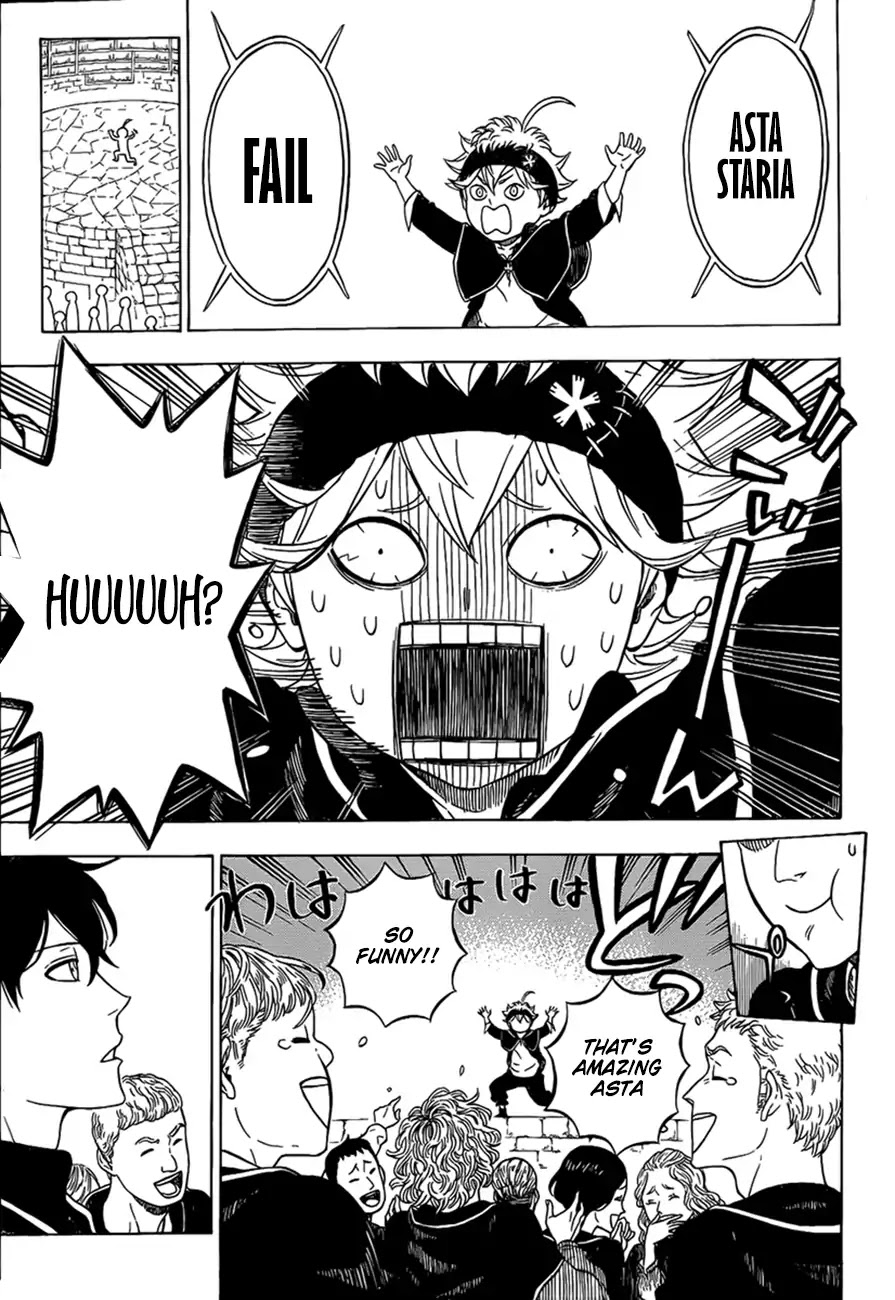 ASTA
STARIA
FAIL
HUUUUUH?
わはははは
SO
FUNNY!!
THAT'S
AMAZING
ASTA